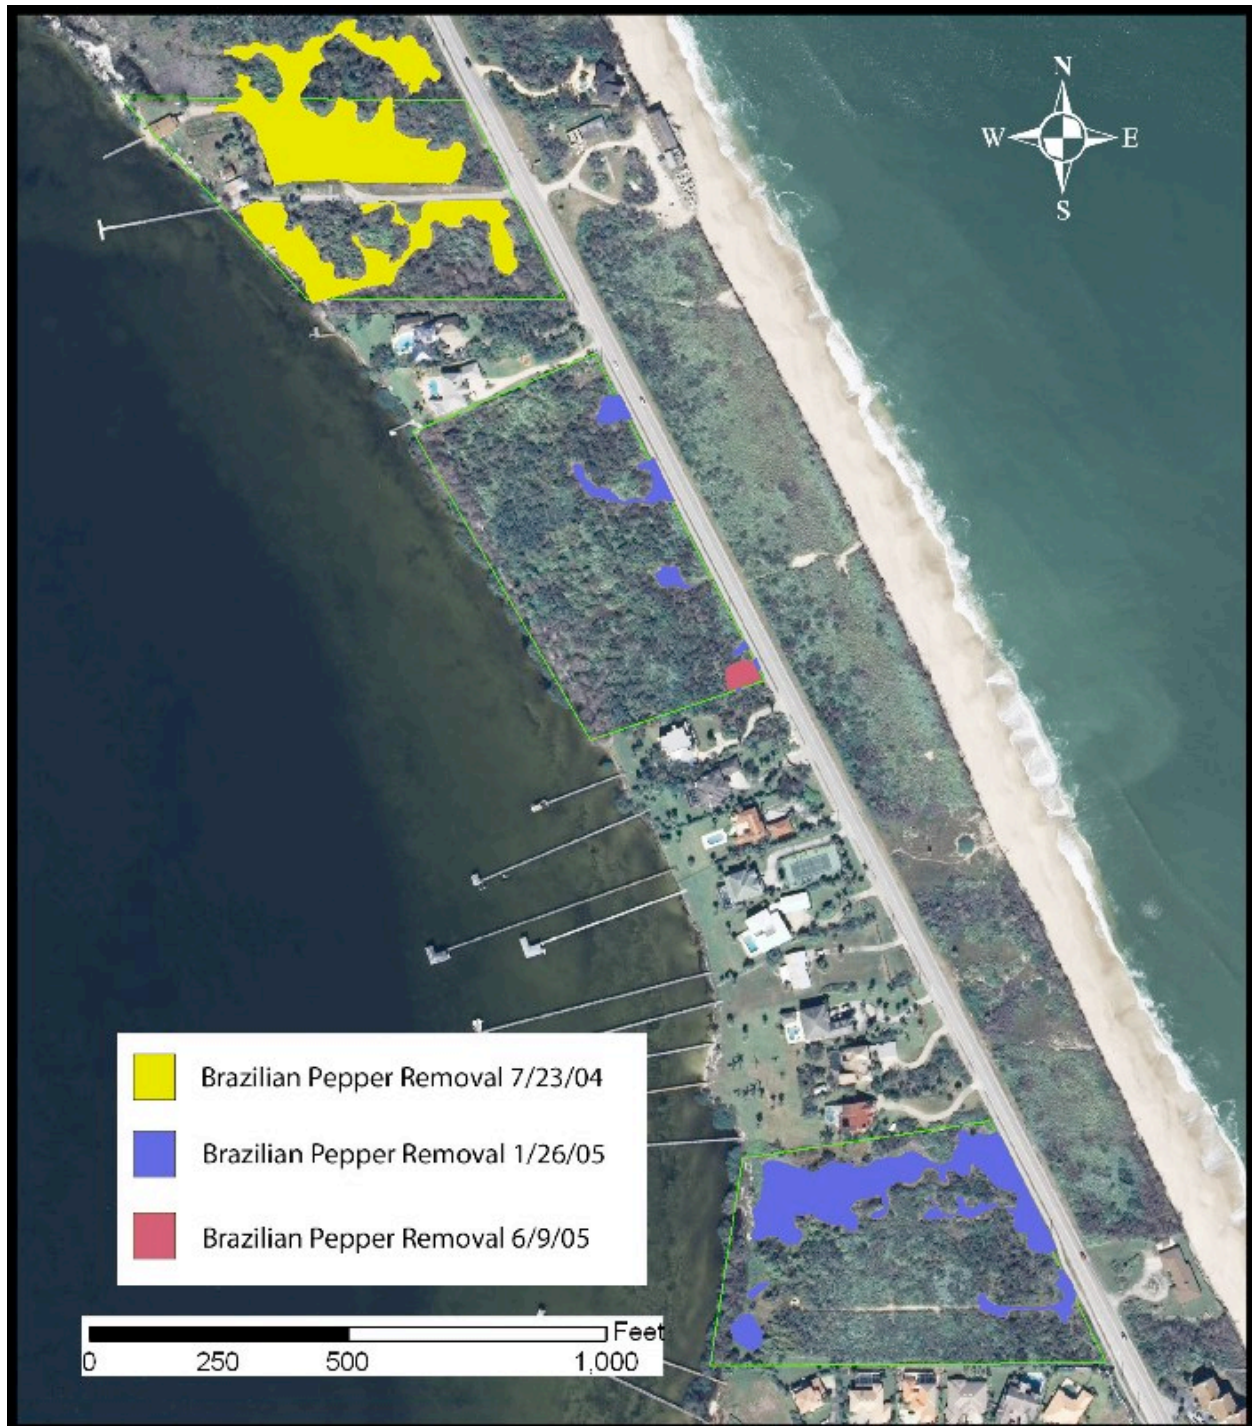 N
W E
S
Brazilian Pepper Removal 7/23/04
Brazilian Pepper Removal 1/26/05
Brazilian Pepper Removal 6/9/05
Feet
0 250 500 1,000